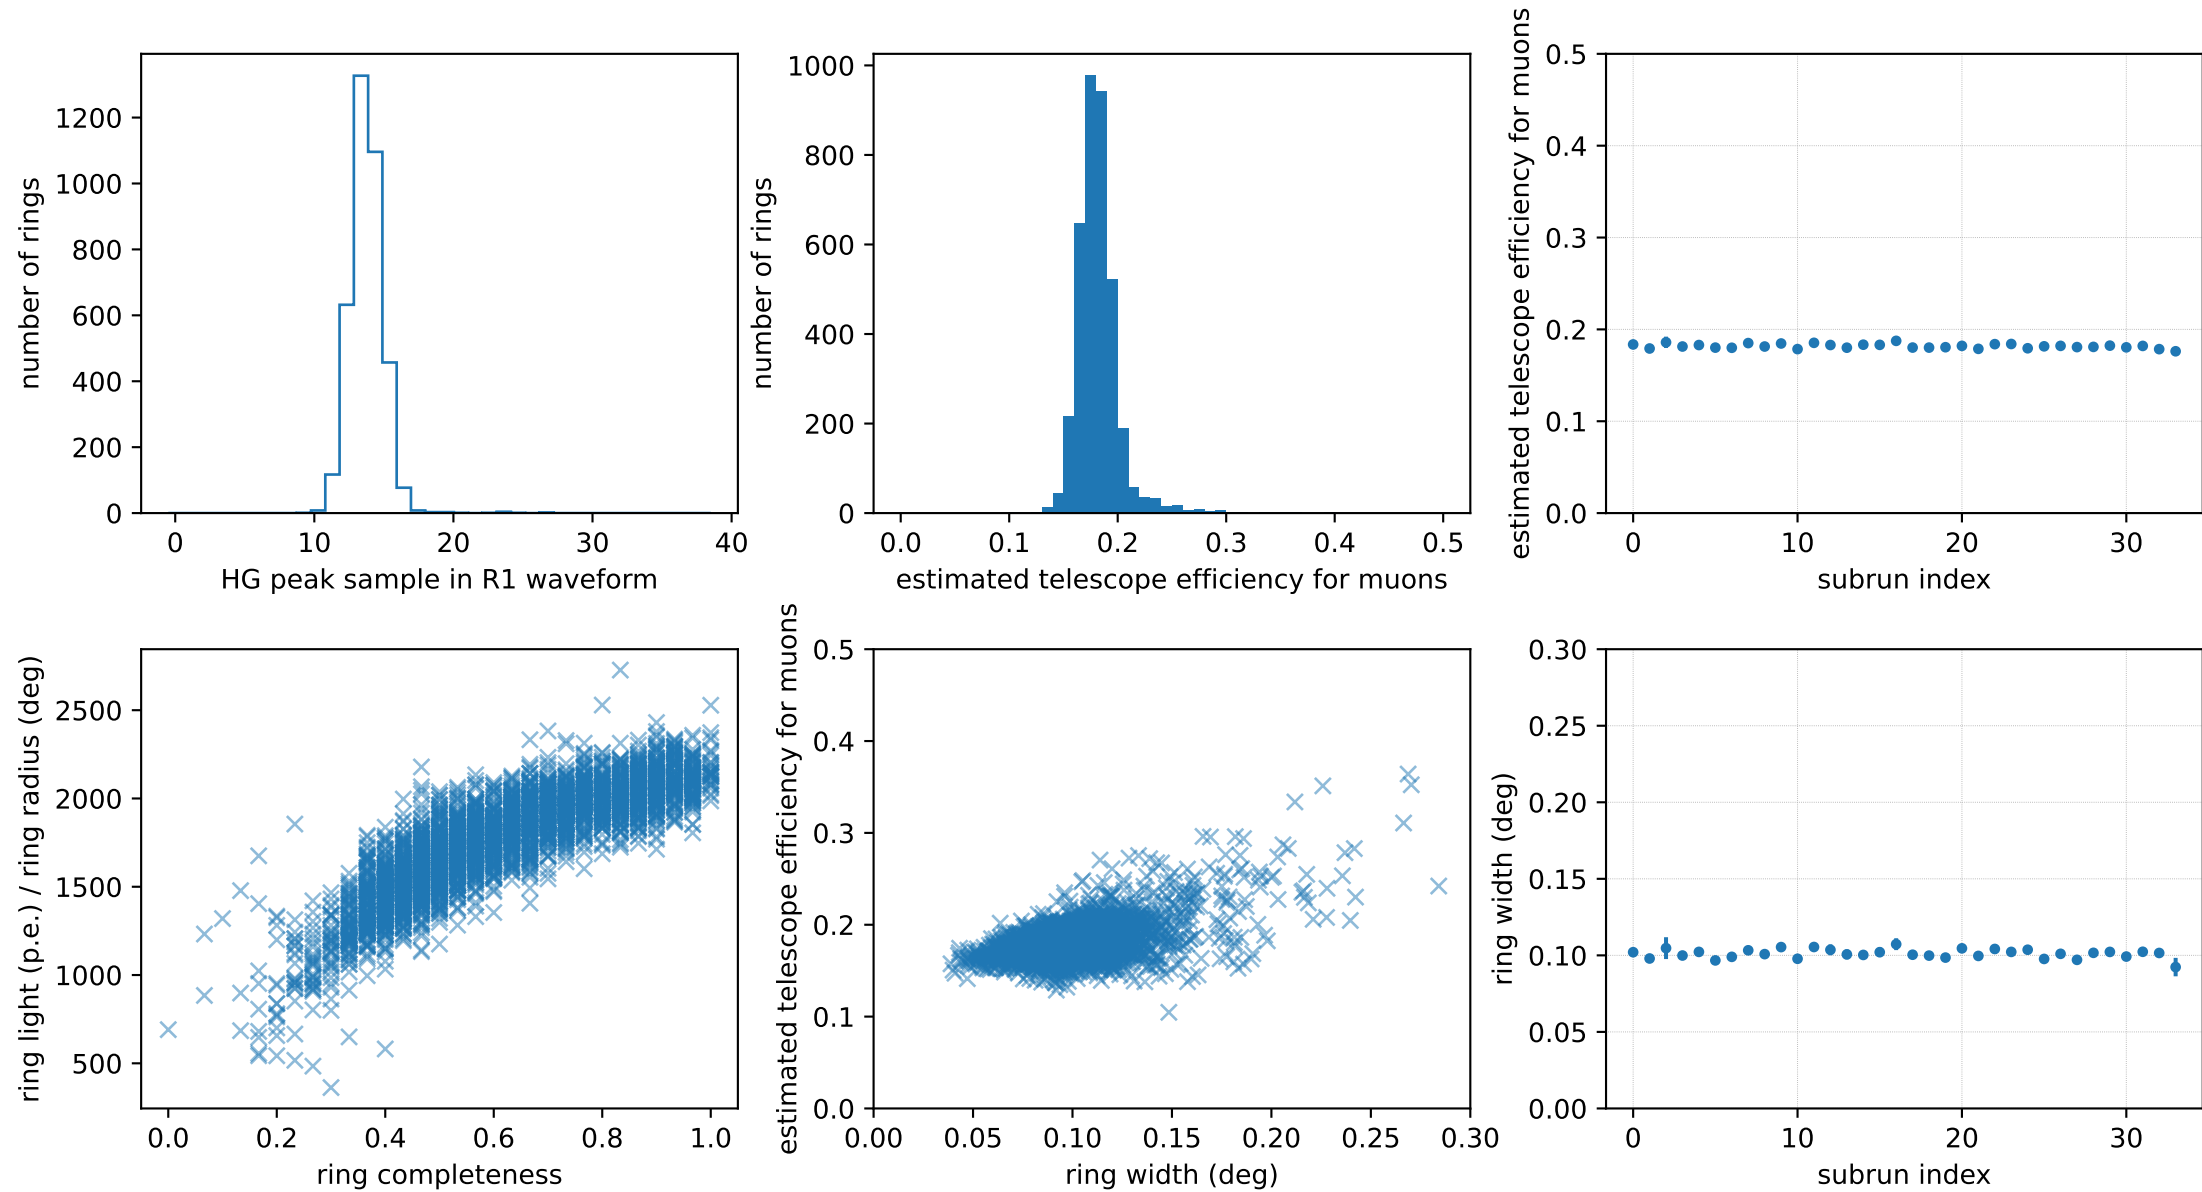 number of rings
1200
1000
800
600
400
200
0
0 10 20 30 40
HG peak sample in R1 waveform
number of rings
1000
800
600
400
200
0
0.0 0.1 0.2 0.3 0.4 0.5
estimated telescope efficiency for muons
estimated telescope efficiency for muons
0.5
0.4
0.3
0.2
0.1
0.0
0 10 20 30
subrun index
ring light (p.e.) / ring radius (deg)
2500
2000
1500
1000
500
0.0 0.2 0.4 0.6 0.8 1.0
ring completeness
estimated telescope efficiency for muons
0.5
0.4
0.3
0.2
0.1
0.0
0.00 0.05 0.10 0.15 0.20 0.25 0.30
ring width (deg)
ring width (deg)
0.30
0.25
0.20
0.15
0.10
0.05
0.00
0 10 20 30
subrun index